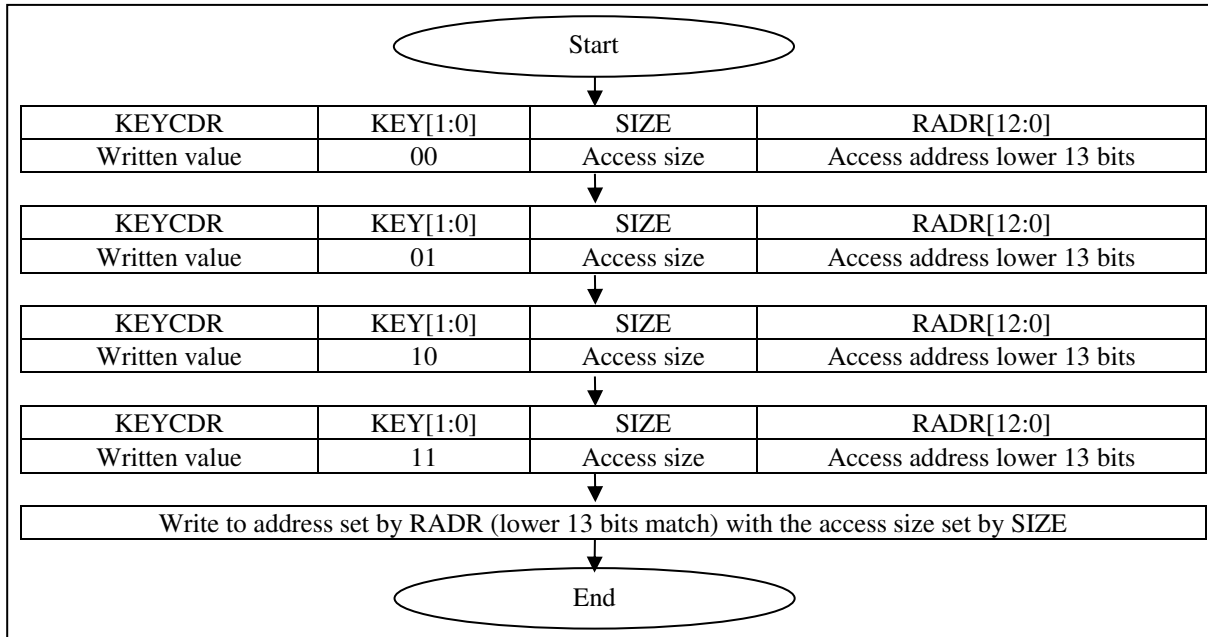 Start
KEYCDR KEY[1:0] SIZE RADR[12:0]
Written value 00 Access size Access address lower 13 bits
KEYCDR KEY[1:0] SIZE RADR[12:0]
Written value 01 Access size Access address lower 13 bits
KEYCDR KEY[1:0] SIZE RADR[12:0]
Written value 10 Access size Access address lower 13 bits
KEYCDR KEY[1:0] SIZE RADR[12:0]
Written value 11 Access size Access address lower 13 bits
Write to address set by RADR (lower 13 bits match) with the access size set by SIZE
End